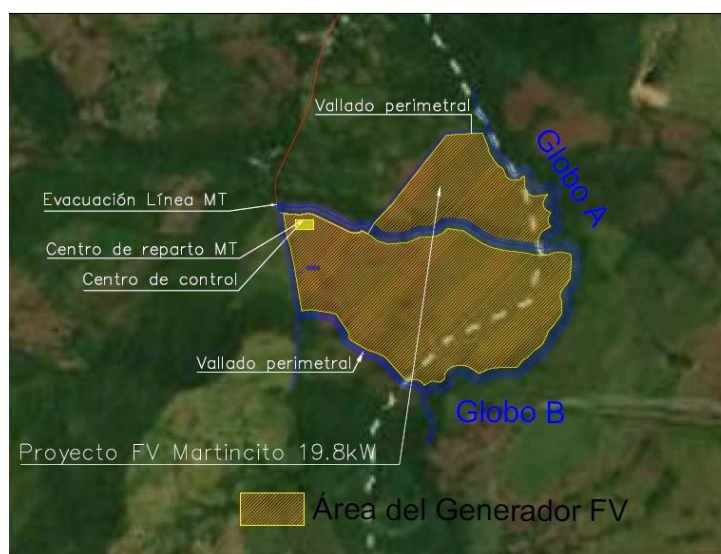 Vallado perimetral
Globo A
Evacuación Línea MT
Centro de reparto MT
Centro de control
Vallado perimetral
Globo B
Proyecto FV Martincito 19.8kW
Área del Generador FV